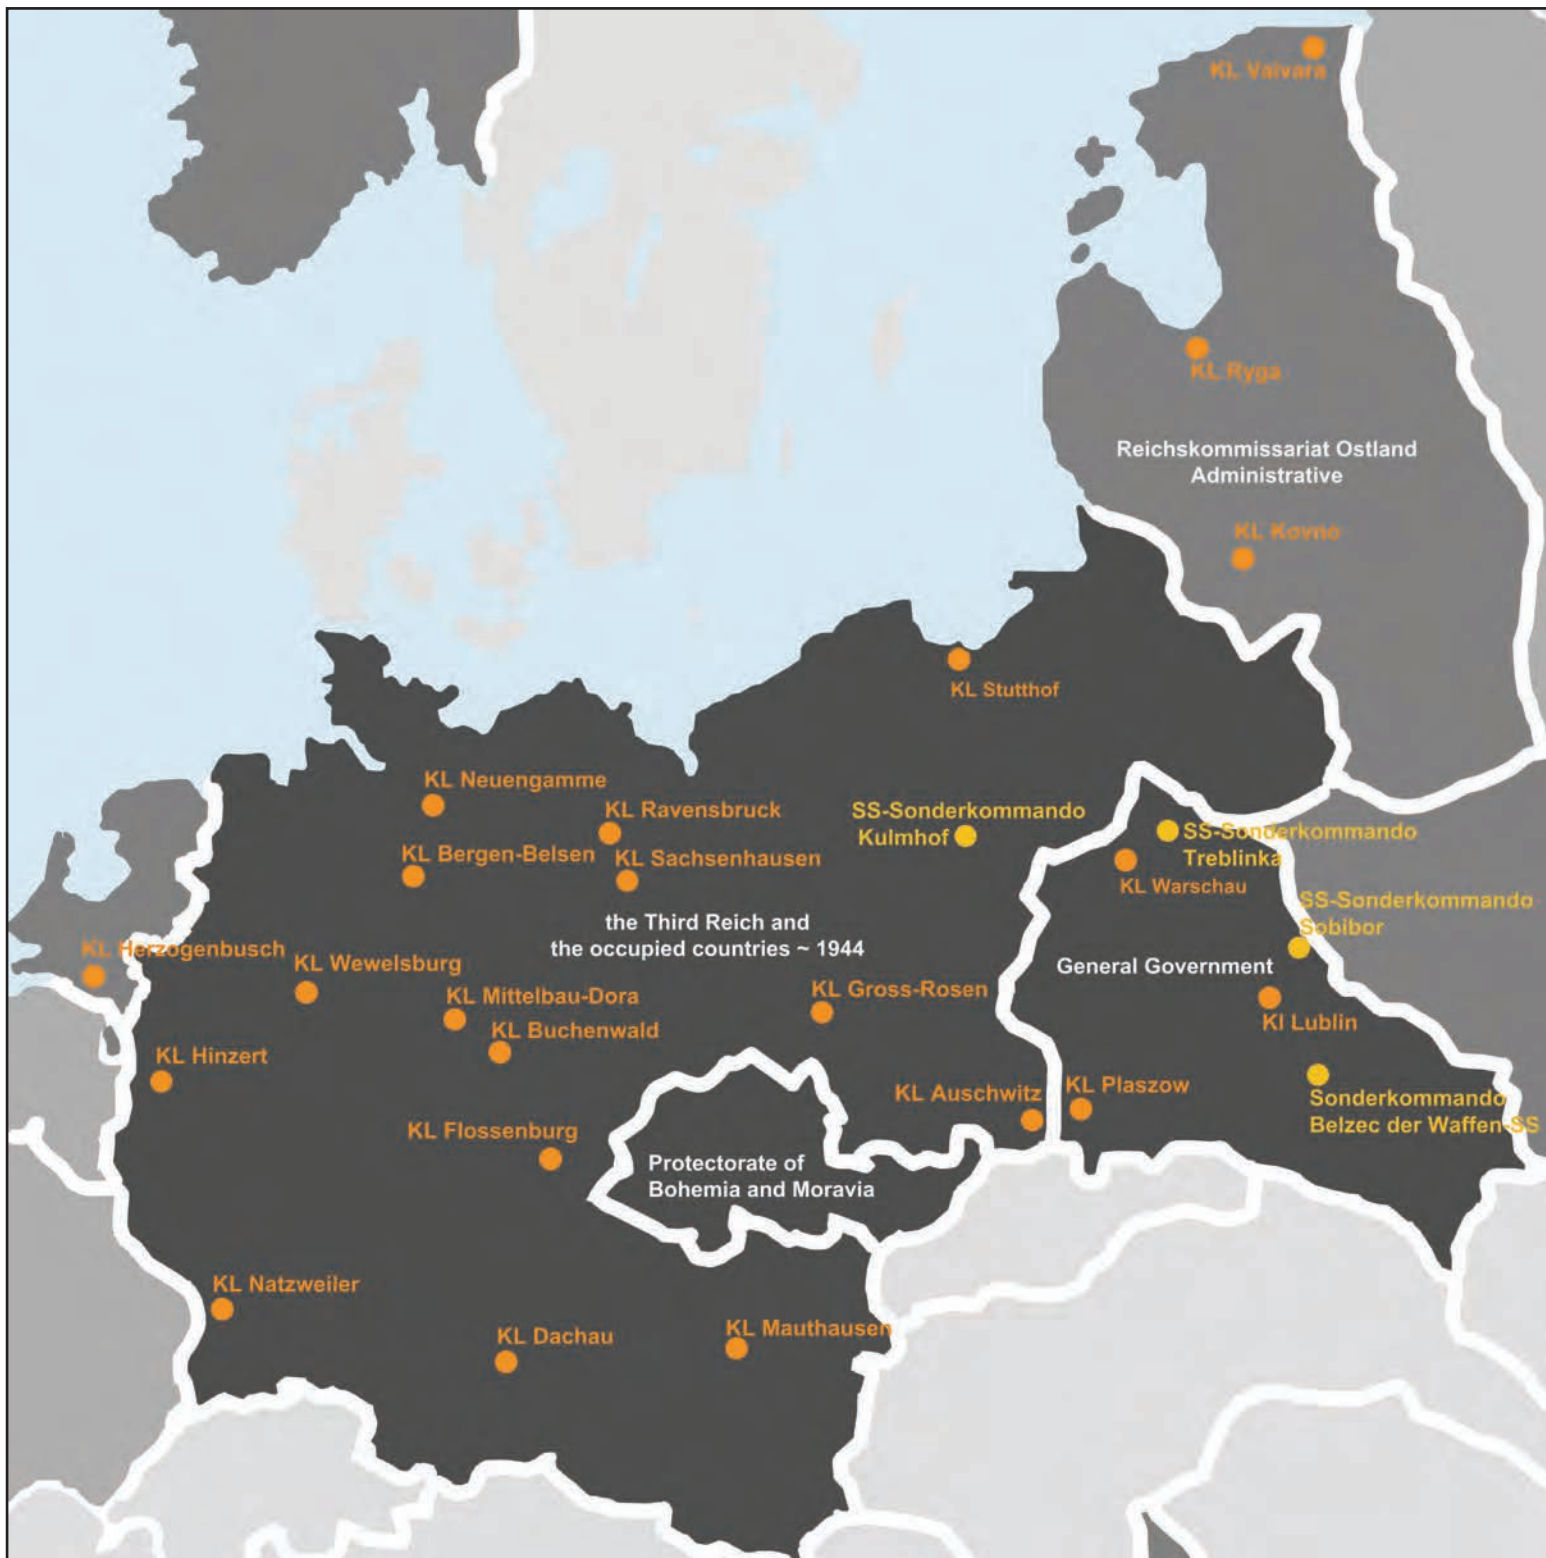 KL Vaivara
KL Ryga
Reichskommissariat Ostland
Administrative
KL Kovno
KL Stutthof
KL Neuengamme
KL Ravensbruck
SS-Sonderkommando
Kulmhof
SS-Sonderkommando
Treblinka
KL Bergen-Belsen
KL Sachsenhausen
KL Warschau
SS-Sonderkommando
Sobibor
the Third Reich and
the occupied countries ~ 1944
KL Herzogenbusch
KL Wewelsburg
General Government
KL Mittelbau-Dora
KL Gross-Rosen
KL Buchenwald
Kl Lublin
KL Hinzert
KL Auschwitz
KL Plaszow
Sonderkommando
Belzec der Waffen-SS
KL Flossenburg
Protectorate of
Bohemia and Moravia
KL Natzweiler
KL Dachau
KL Mauthausen